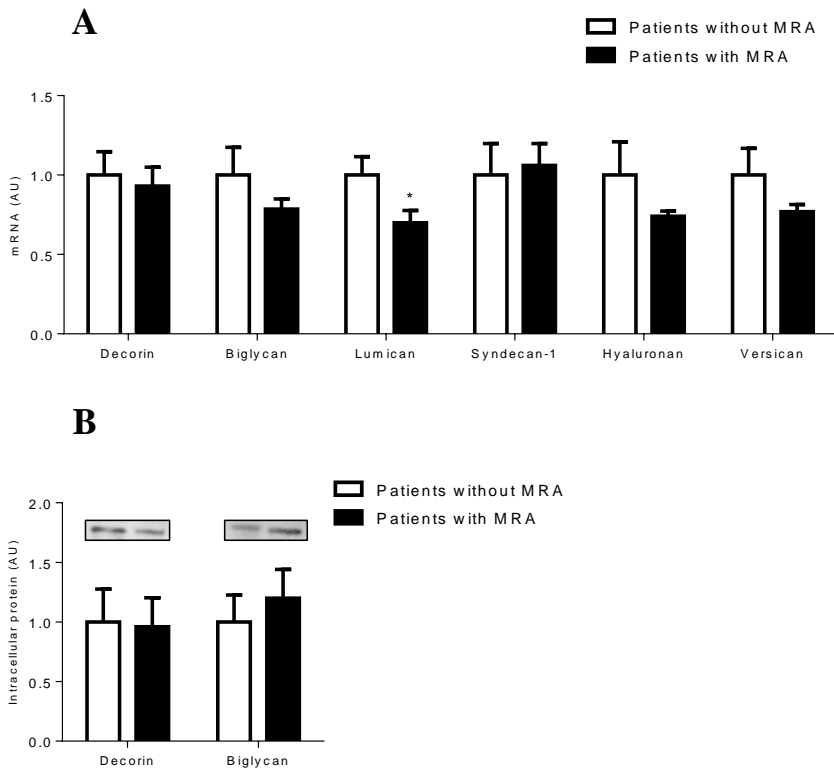 A
Patients without MRA
Patients with MRA
mRNA (AU)
1.5
1.0
0.5
0.0
*
Decorin Biglycan Lumican Syndecan-1 Hyaluronan Versican
B
Patients without MRA
Patients with MRA
Intracellular protein (AU)
2.0
1.5
1.0
0.5
0.0
Decorin Biglycan